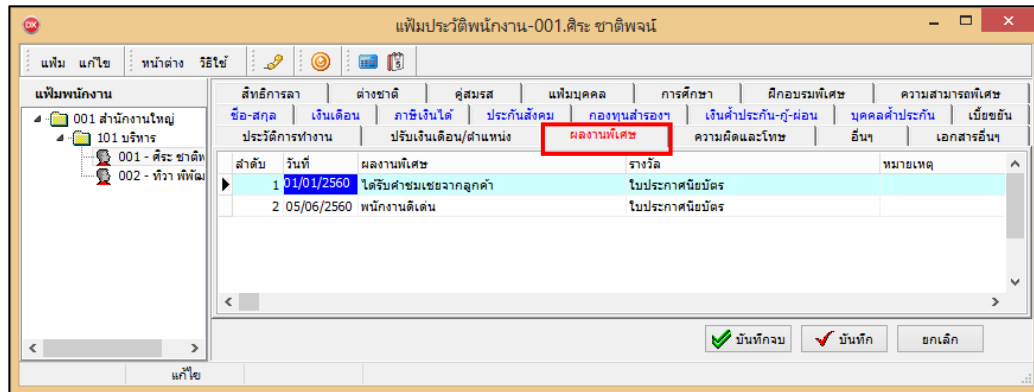 แฟ้มประวัติพนักงาน-001.ศิระ ชาติพจน์
แฟ้ม แก้ไข หน้าต่าง วิธีใช้ 5
แฟ้มพนักงาน
001 สำนักงานใหญ่
101 บริหาร
001 - ศิระ ชาติพ
002 - ทิวา พิพัฒ
สิทธิการลา ต่างชาติ คู่สมรส แฟ้มบุคคล การศึกษา ฝึกอบรมพิเศษ ความสามารถพิเศษ
ชื่อ-สกุล เงินเดือน ภาษีเงินได้ ประกันสังคม กองทุนสำรองฯ เงินค้ำประกัน-กู้-ผ่อน บุคคลค้ำประกัน เบี้ยขยัน
ประวัติการทำงาน ปรับเงินเดือน/ตำแหน่ง ผลงานพิเศษ ความผิดและโทษ อื่นๆ เอกสารอื่นๆ
ลำดับ วันที่ ผลงานพิเศษ รางวัล หมายเหตุ
1 01/01/2560 ได้รับคำชมเชยจากลูกค้า ใบประกาศนียบัตร
2 05/06/2560 พนักงานดีเด่น ใบประกาศนียบัตร
บันทึกจบ บันทึก ยกเลิก
แก้ไข